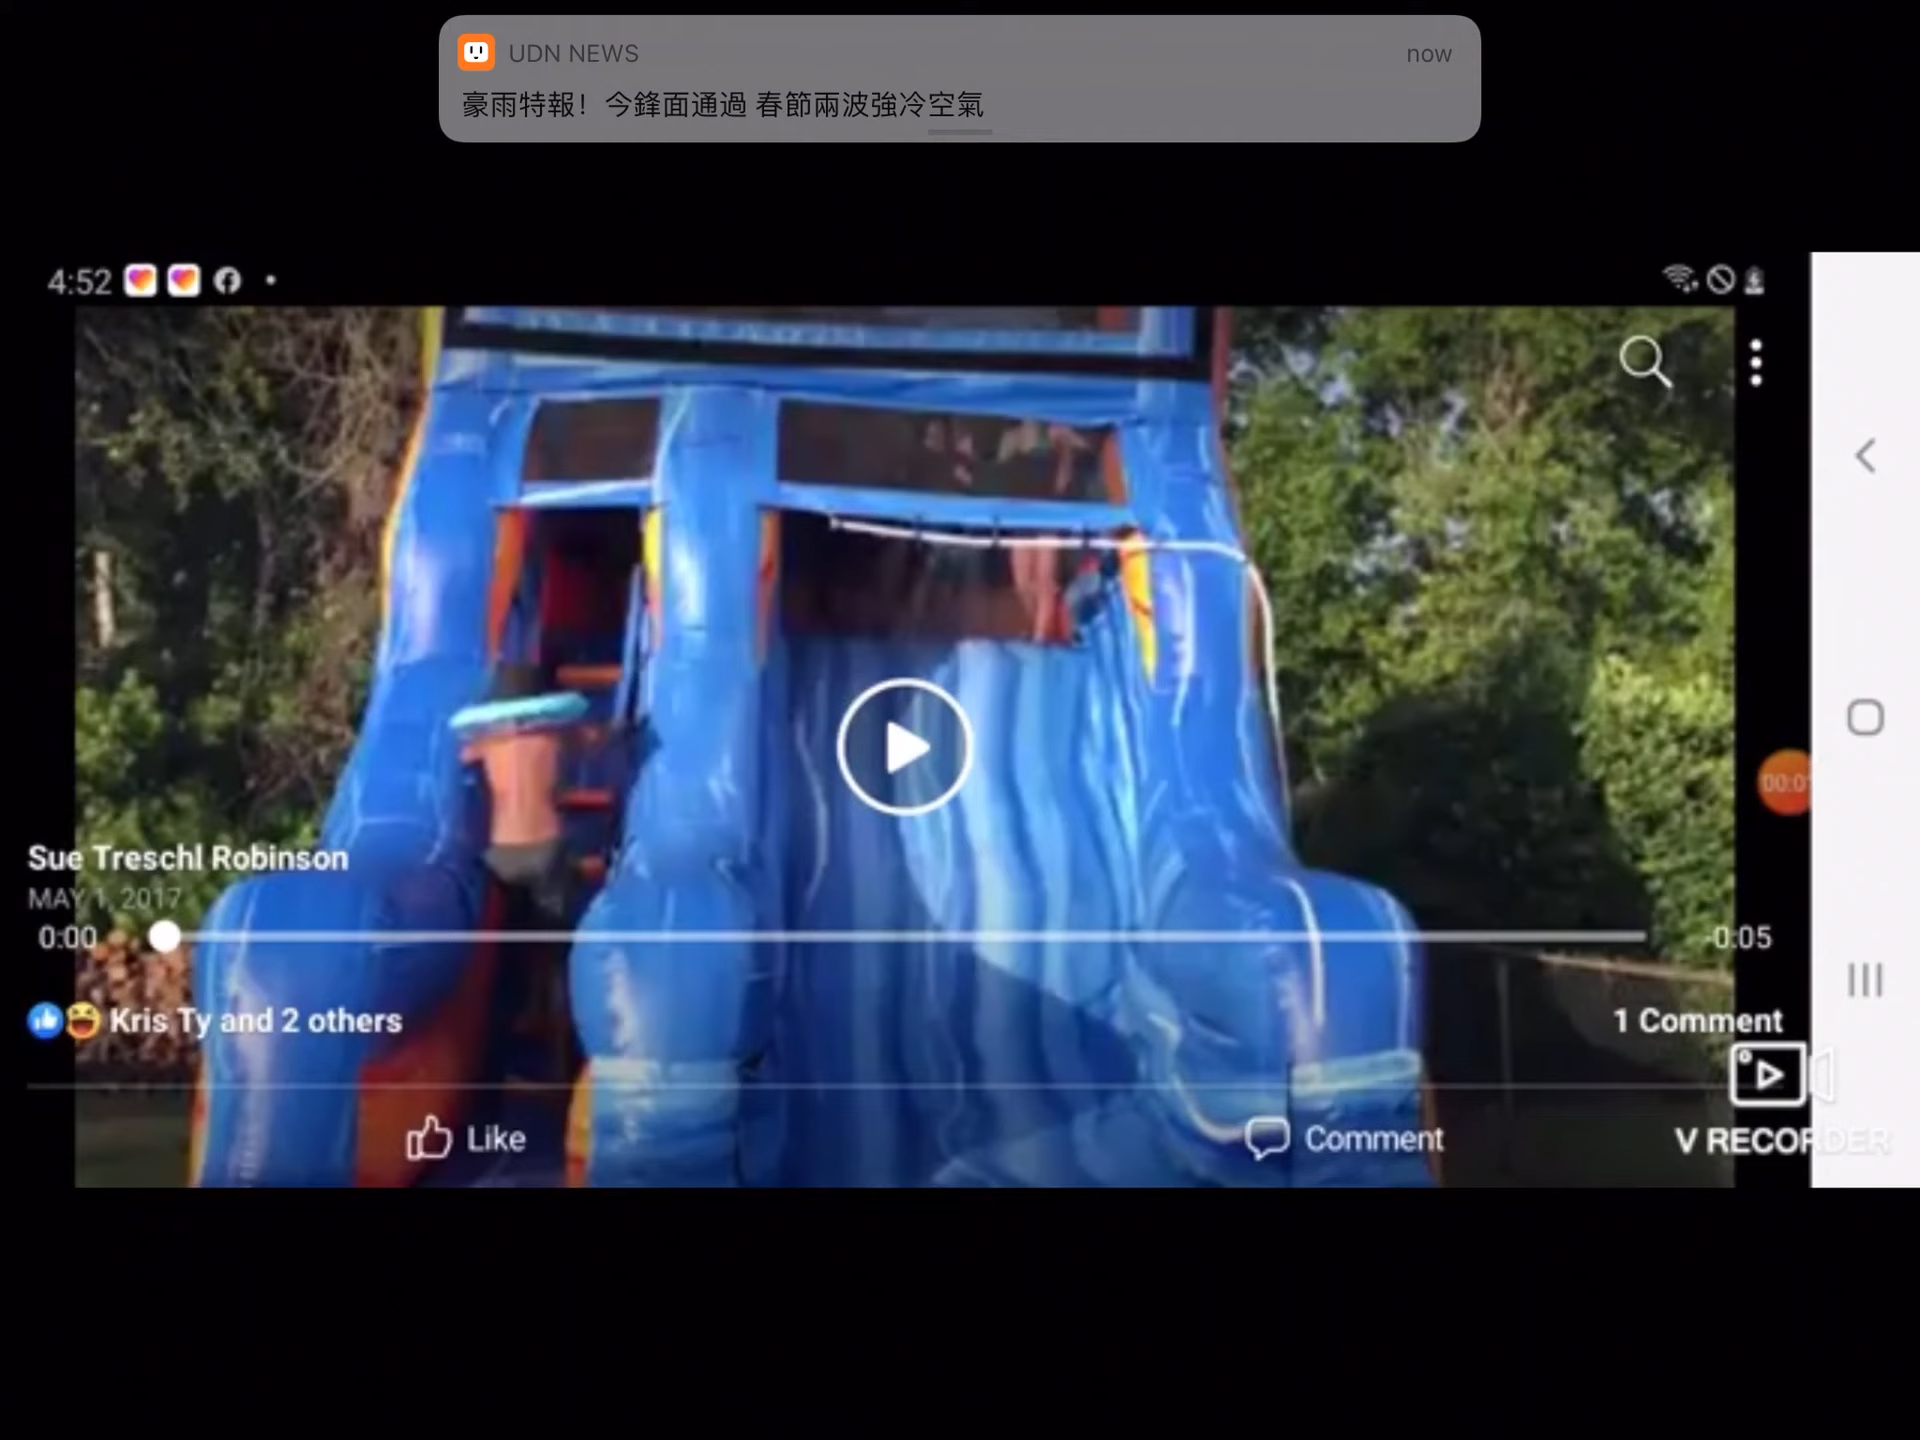 UDN NEWS
now
豪雨特報！今鋒面通過 春節兩波強冷空氣
4:52
Sue Treschl Robinson
MAY 1, 2017
0:00
-0:05
Kris Ty and 2 others
1 Comment
Like
Comment
V RECORDER